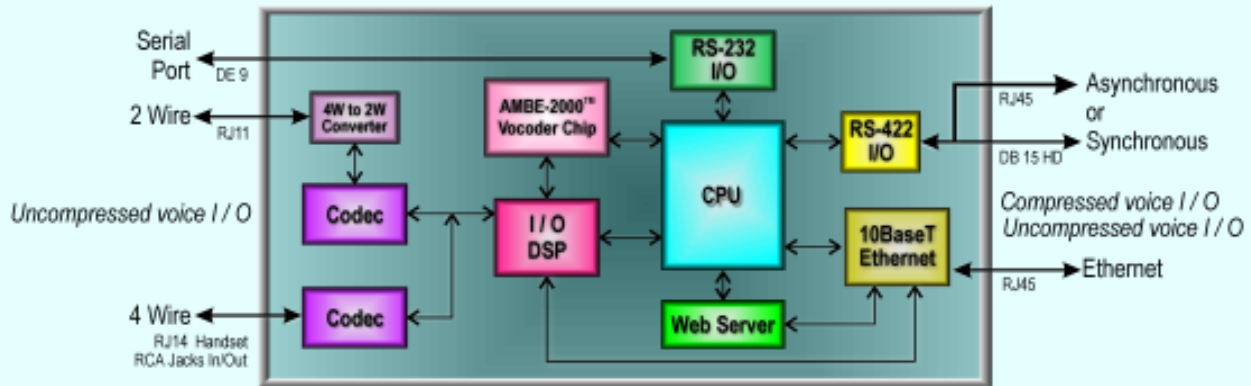 Serial
Port
DE 9
2 Wire
RJ11
Uncompressed voice I / O
4 Wire
RJ14 Handset
RCA Jacks In/Out
4W to 2W
Converter
Codec
Codec
AMBE-2000™
Vocoder Chip
I / O
DSP
RS-232
I/O
CPU
Web Server
RS-422
I/O
10BaseT
Ethernet
RJ45
Asynchronous
or
Synchronous
DB 15 HD
Compressed voice I / O
Uncompressed voice I / O
Ethernet
RJ45